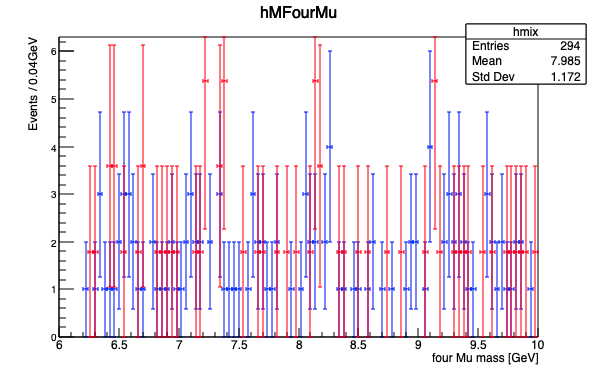 hMFourMu
hmix
Entries 294
Mean 7.985
Std Dev 1.172
Events / 0.04GeV
6
5
4
3
2
1
0
6 6.5 7 7.5 8 8.5 9 9.5 10
four Mu mass [GeV]